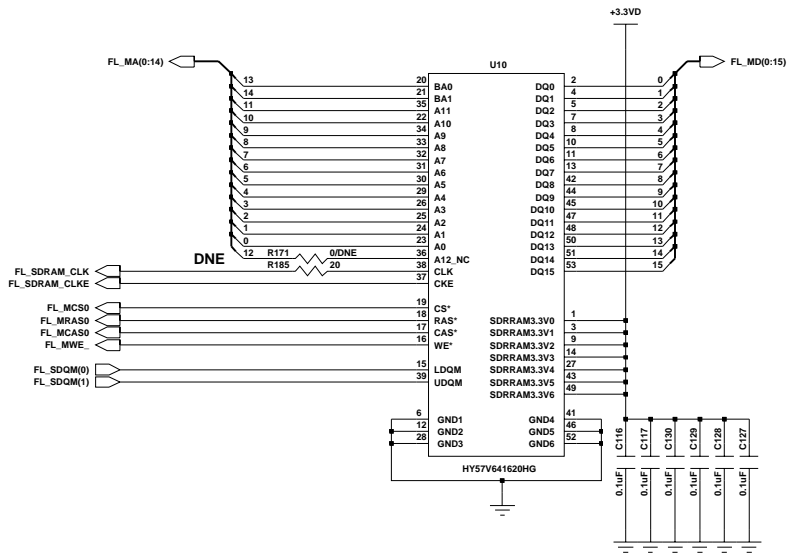 +3.3VD
U10
FL_MA(0:14)
FL_MD(0:15)
13 20 BA0 DQ0 2 0
14 21 BA1 DQ1 4 1
11 35 A11 DQ2 5 2
10 22 A10 DQ3 7 3
9 34 A9 DQ4 8 4
8 33 A8 DQ5 10 5
7 32 A7 DQ6 11 6
6 31 A6 DQ7 13 7
5 30 A5 DQ8 42 8
4 29 A4 DQ9 44 9
3 26 A3 DQ10 45 10
2 25 A2 DQ11 47 11
1 24 A1 DQ12 48 12
0 23 A0 DQ13 50 13
DNE 12 R171 0/DNE 36 A12_NC DQ14 51 14
FL_SDRAM_CLK R185 20 38 CLK DQ15 53 15
FL_SDRAM_CLKE 37 CKE
FL_MCS0 19 CS*
FL_MRAS0 18 RAS* SDRRAM3.3V0 1
FL_MCAS0 17 CAS* SDRRAM3.3V1 3
FL_MWE_ 16 WE* SDRRAM3.3V2 9
SDRRAM3.3V3 14
FL_SDQM(0) 15 LDQM SDRRAM3.3V4 27
FL_SDQM(1) 39 UDQM SDRRAM3.3V5 43
SDRRAM3.3V6 49
6 GND1 GND4 41
12 GND2 GND5 46
28 GND3 GND6 52
HY57V641620HG
C116 C117 C130 C129 C128 C127
0.1uF 0.1uF 0.1uF 0.1uF 0.1uF 0.1uF